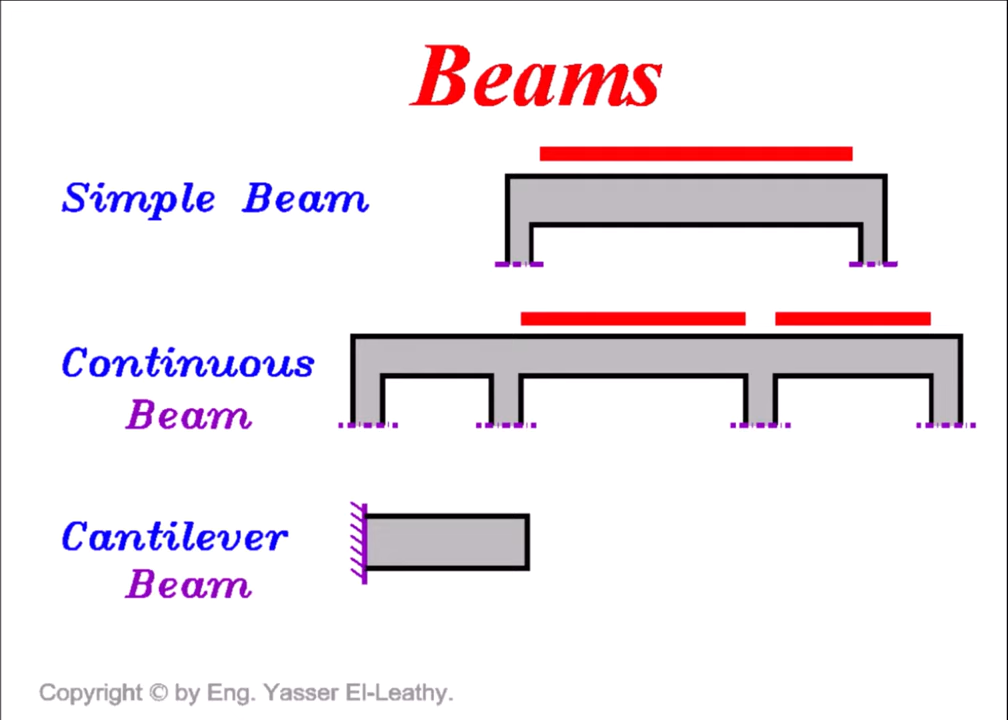 Beams
Simple Beam
Continuous
Beam
Cantilever
Beam
Copyright © by Eng. Yasser El-Leathy.